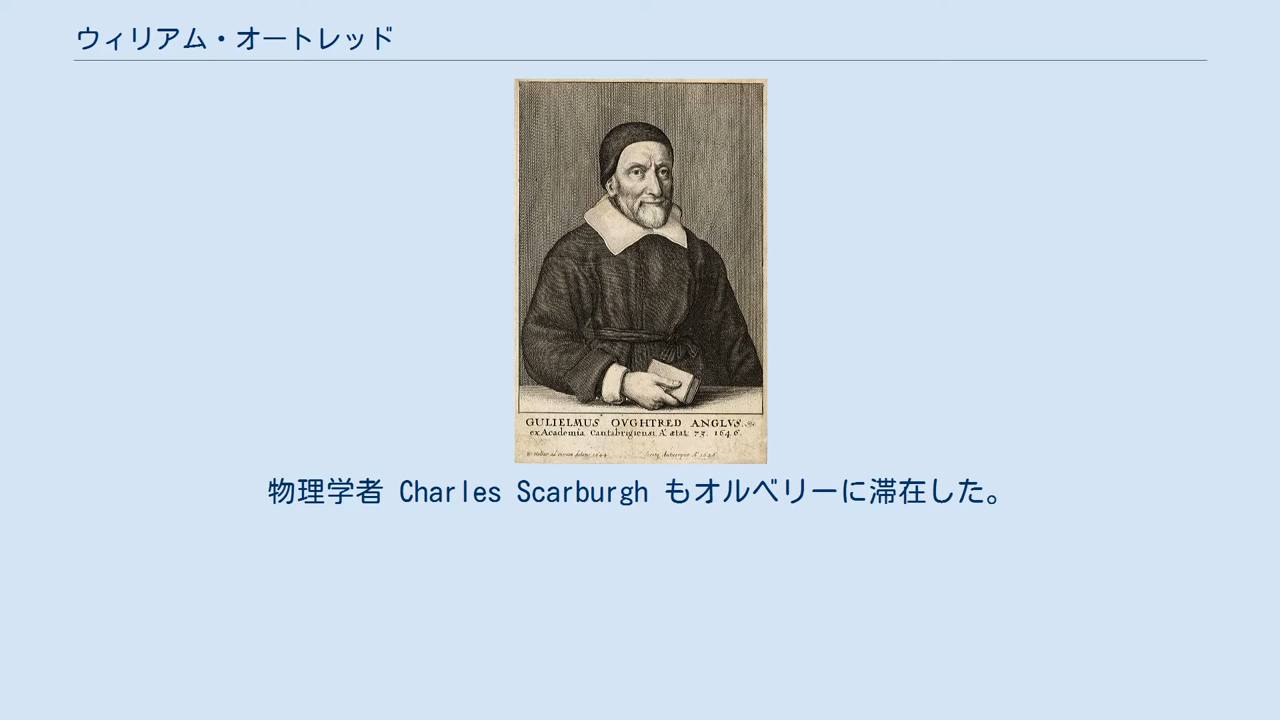 ウィリアム・オートレッド
GULIELMUS OVGHTRED ANGLVS.
ex Academia Cantabrigiensi Aº ætat 73. 1646.
物理学者 Charles Scarburgh もオルベリーに滞在した。